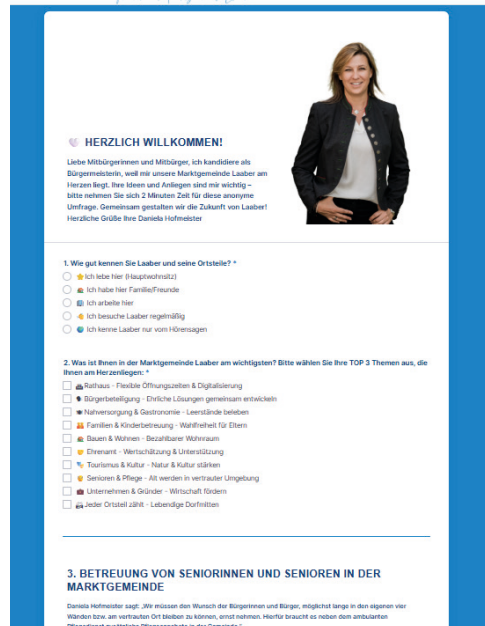 HERZLICH WILLKOMMEN!
Liebe Mitbürgerinnen und Mitbürger, ich kandidiere als
Bürgermeisterin, weil mir unsere Marktgemeinde Laaber am
Herzen liegt. Ihre Ideen und Anliegen sind mir wichtig –
bitte nehmen Sie sich 2 Minuten Zeit für diese anonyme
Umfrage. Gemeinsam gestalten wir die Zukunft von Laaber!
Herzliche Grüße Ihre Daniela Hofmeister
1. Wie gut kennen Sie Laaber und seine Ortsteile? *
Ich lebe hier (Hauptwohnsitz)
Ich habe hier Familie/Freunde
Ich arbeite hier
Ich besuche Laaber regelmäßig
Ich kenne Laaber nur vom Hörensagen
2. Was ist Ihnen in der Marktgemeinde Laaber am wichtigsten? Bitte wählen Sie Ihre TOP 3 Themen aus, die
Ihnen am Herzenliegen: *
Rathaus - Flexible Öffnungszeiten & Digitalisierung
Bürgerbeteiligung - Ehrliche Lösungen gemeinsam entwickeln
Nahversorgung & Gastronomie - Leerstände beleben
Familien & Kinderbetreuung - Wahlfreiheit für Eltern
Bauen & Wohnen - Bezahlbarer Wohnraum
Ehrenamt - Wertschätzung & Unterstützung
Tourismus & Kultur - Natur & Kultur stärken
Senioren & Pflege - Alt werden in vertrauter Umgebung
Unternehmen & Gründer - Wirtschaft fördern
Jeder Ortsteil zählt - Lebendige Dorfmitten
3. BETREUUNG VON SENIORINNEN UND SENIOREN IN DER
MARKTGEMEINDE
Daniela Hofmeister sagt: „Wir müssen den Wunsch der Bürgerinnen und Bürger, möglichst lange in den eigenen vier
Wänden bzw. am vertrauten Ort bleiben zu können, ernst nehmen. Hierfür braucht es neben dem ambulanten